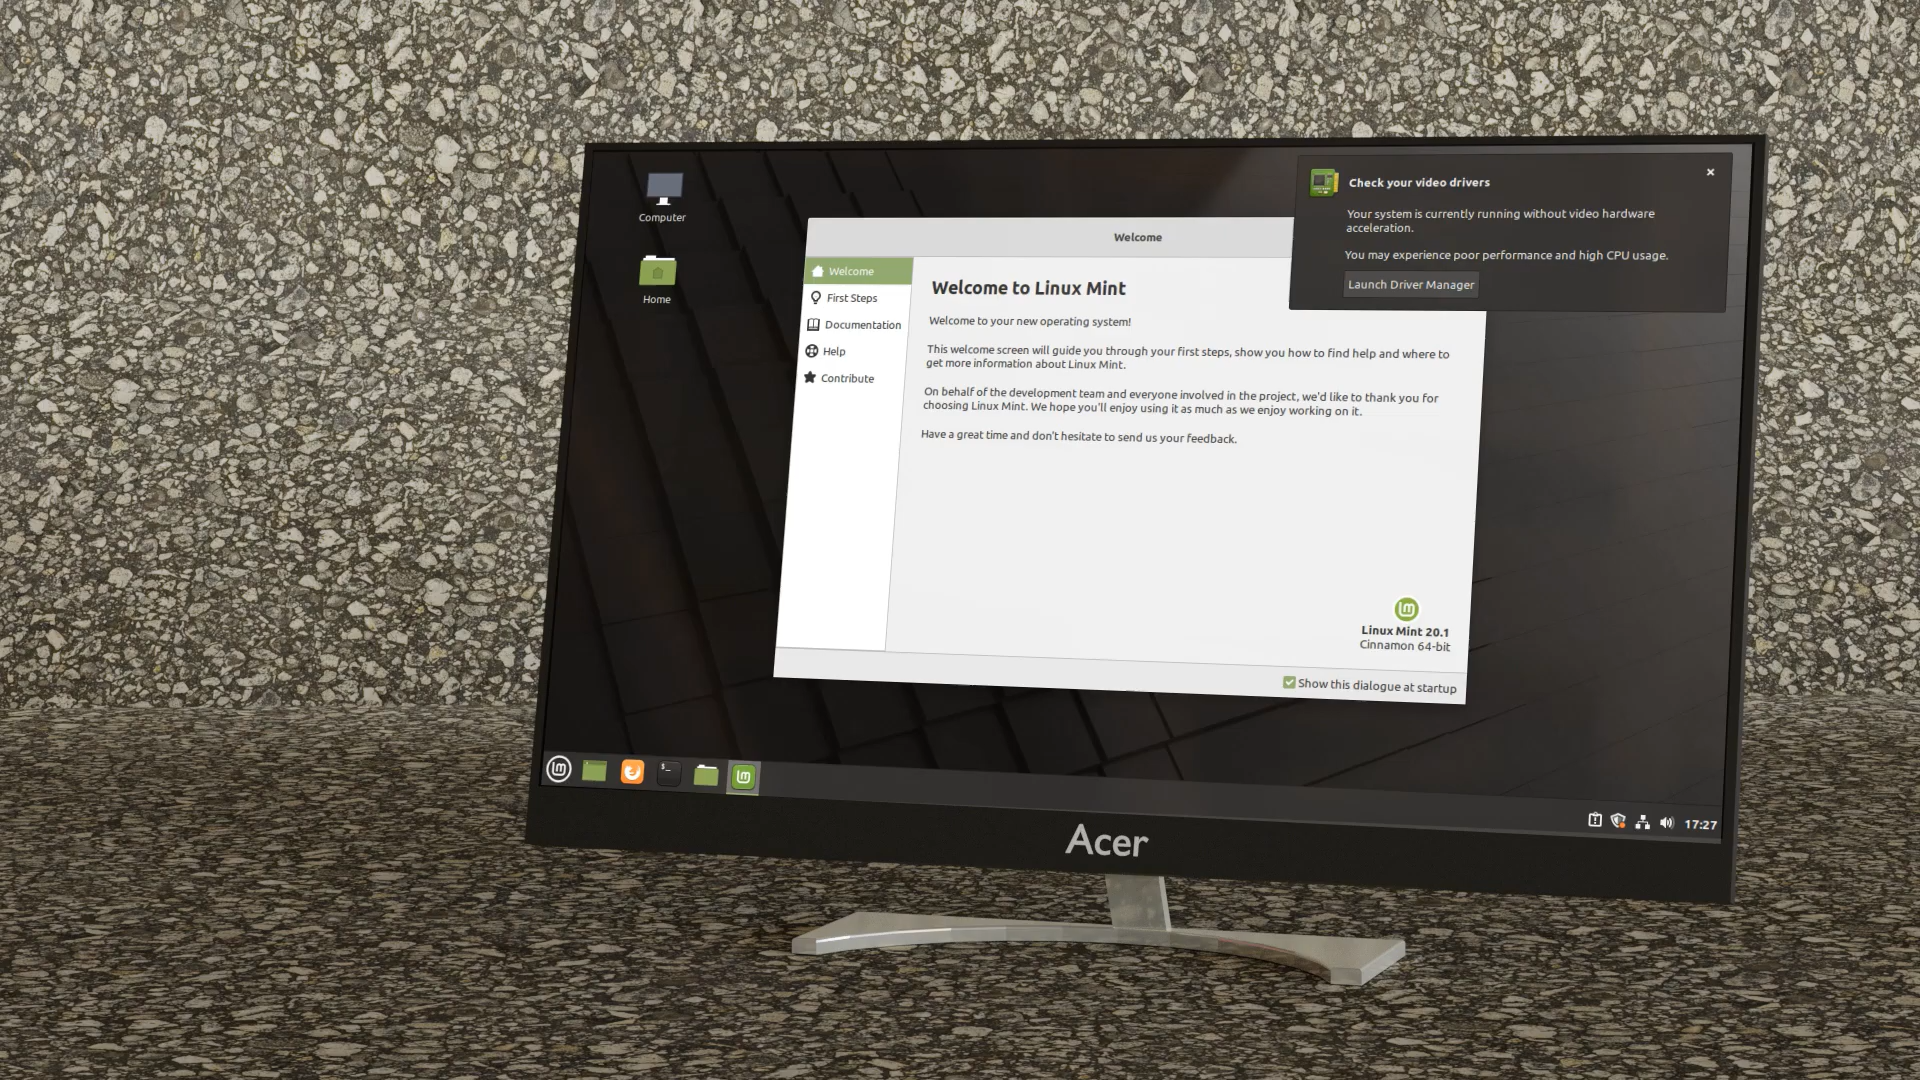 Computer
Home
Check your video drivers
Your system is currently running without video hardware
acceleration.
You may experience poor performance and high CPU usage.
Launch Driver Manager
Welcome
Welcome
First Steps
Documentation
Help
Contribute
Welcome to Linux Mint
Welcome to your new operating system!
This welcome screen will guide you through your first steps, show you how to find help and where to
get more information about Linux Mint.
On behalf of the development team and everyone involved in the project, we'd like to thank you for
choosing Linux Mint. We hope you'll enjoy using it as much as we enjoy working on it.
Have a great time and don't hesitate to send us your feedback.
Linux Mint 20.1
Cinnamon 64-bit
Show this dialogue at startup
17:27
Acer